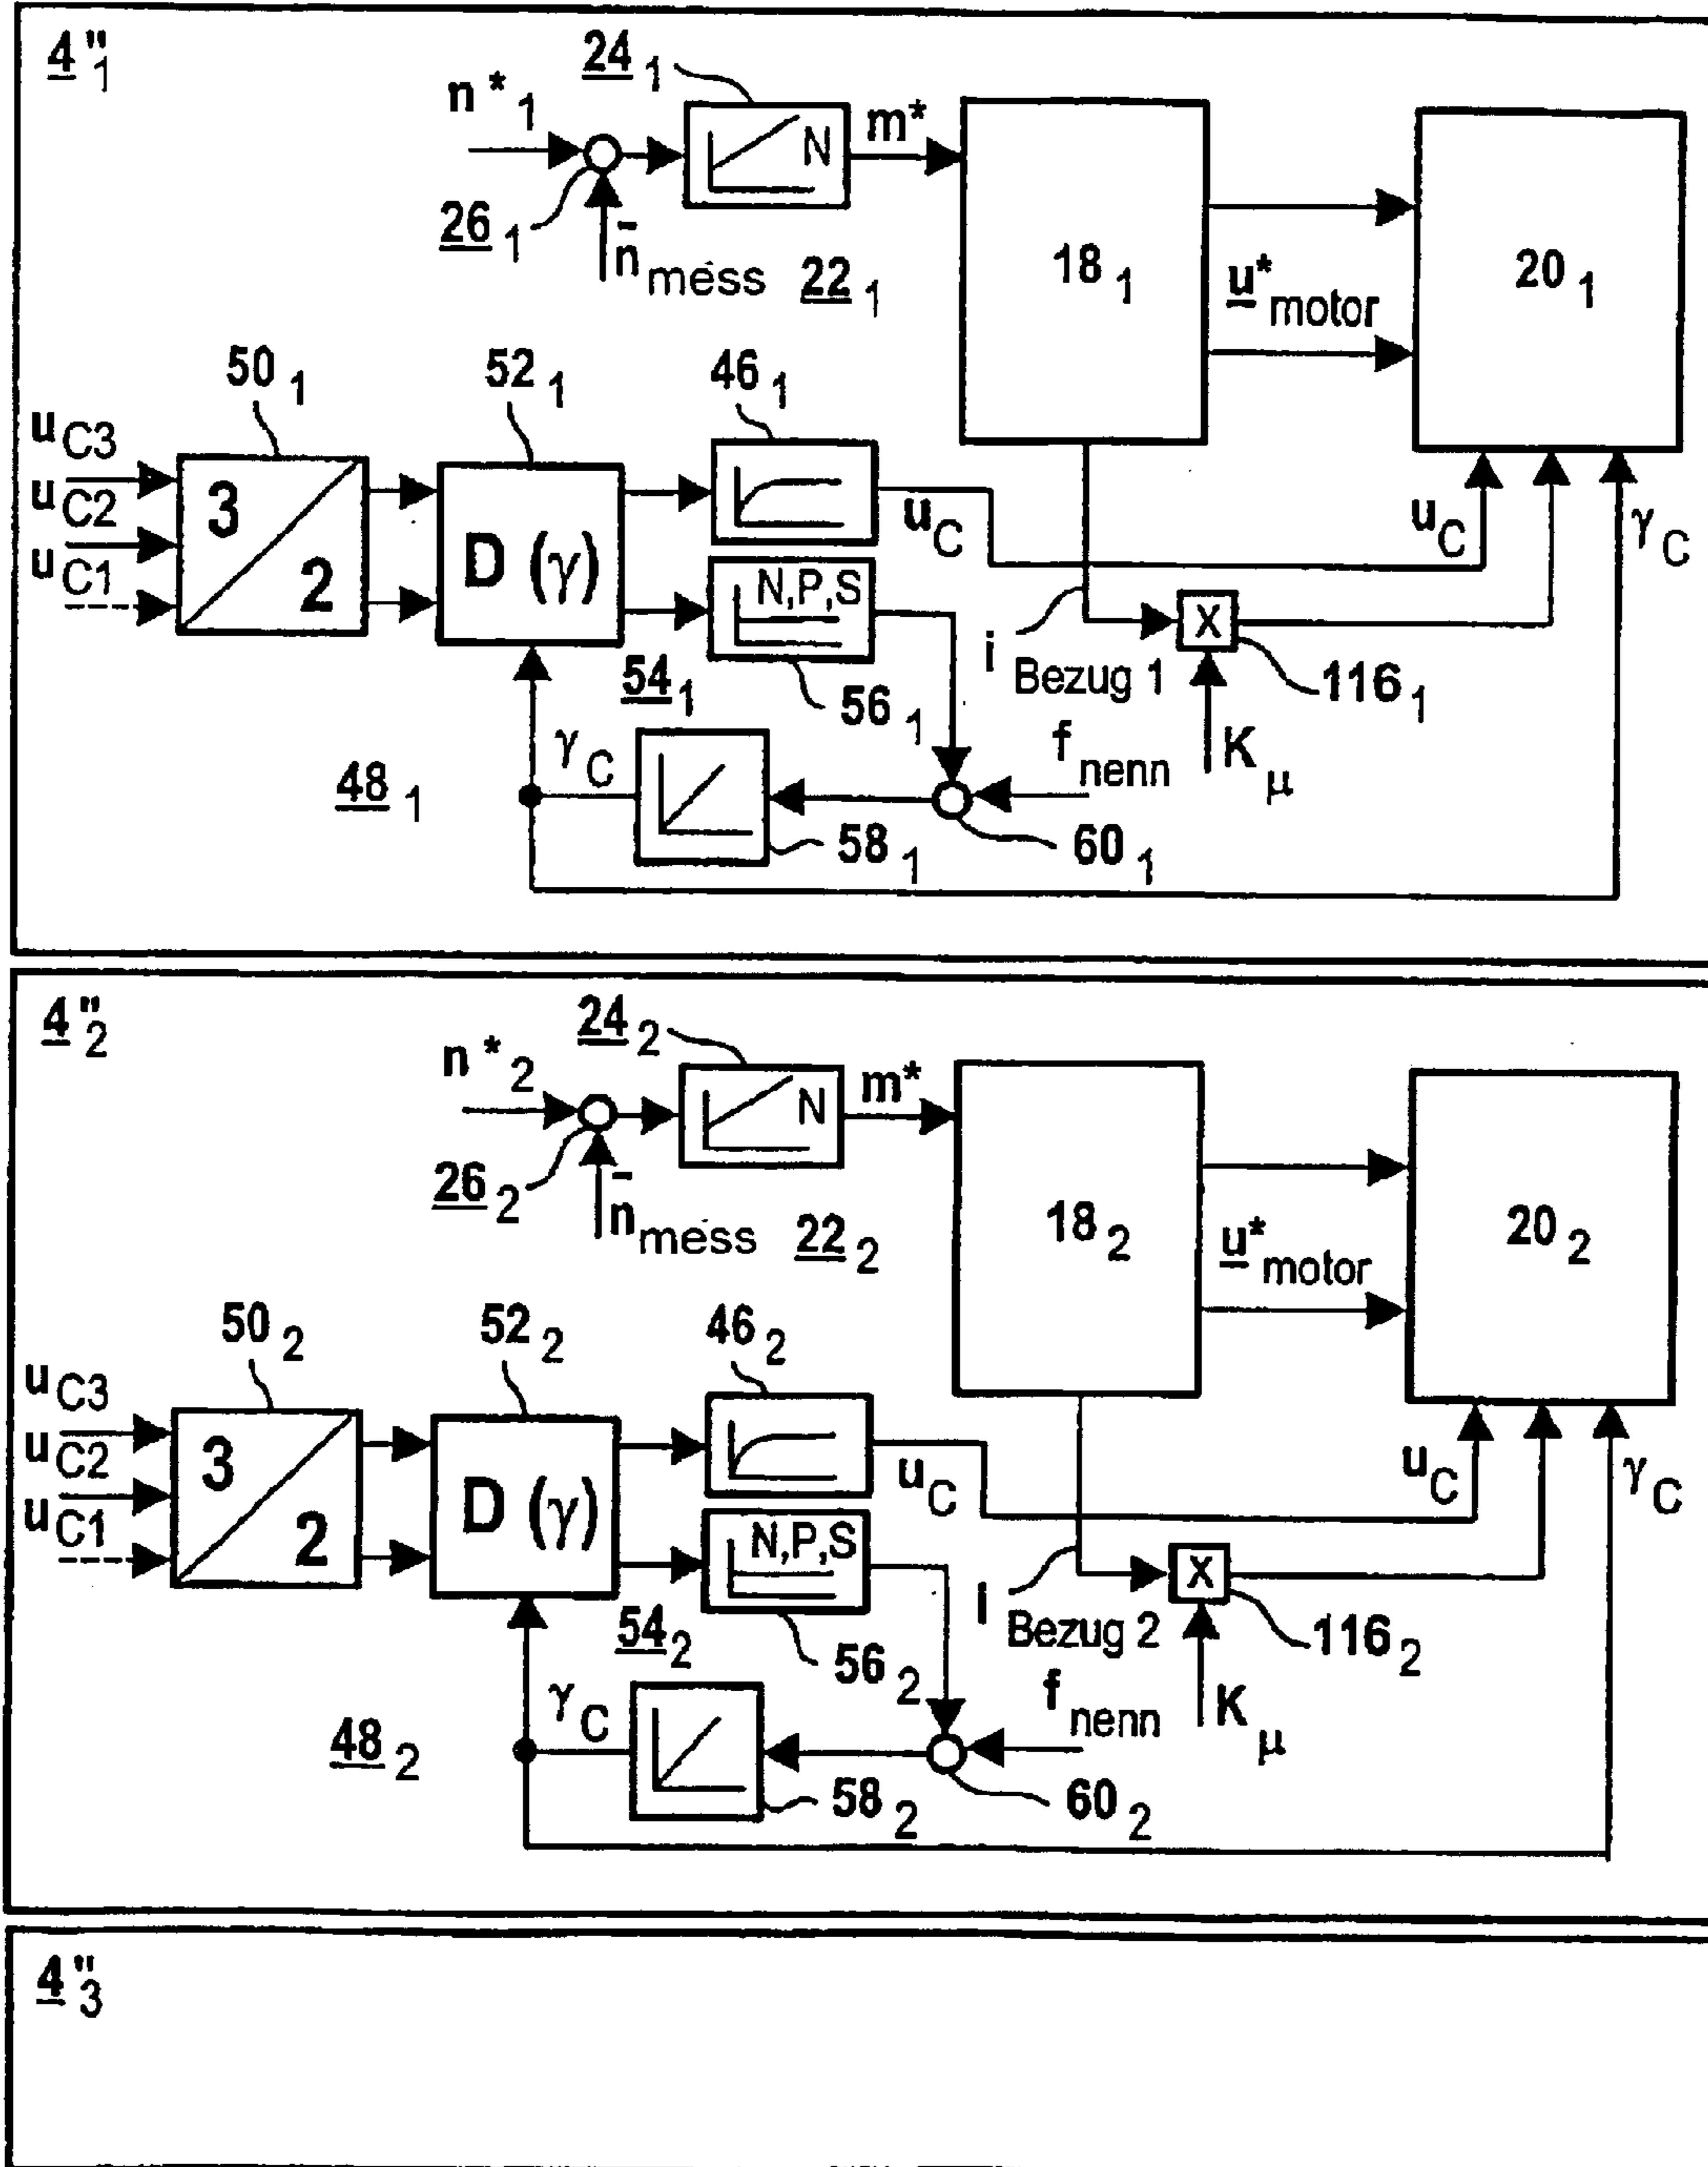 4"1
24 1
n*1
N
m*
26 1
n̄ mess
22 1
18 1
u* motor
20 1
50 1
52 1
46 1
uC3
uC2
uC1
3
2
D (γ)
uC
uC
γC
N,P,S
54 1
56 1
i Bezug 1
X
116 1
Kμ
γC
f nenn
48 1
58 1
60 1
4"2
24 2
n*2
N
m*
26 2
n̄ mess
22 2
18 2
u* motor
20 2
50 2
52 2
46 2
uC3
uC2
uC1
3
2
D (γ)
uC
uC
γC
N,P,S
54 2
56 2
i Bezug 2
X
116 2
Kμ
γC
f nenn
48 2
58 2
60 2
4"3